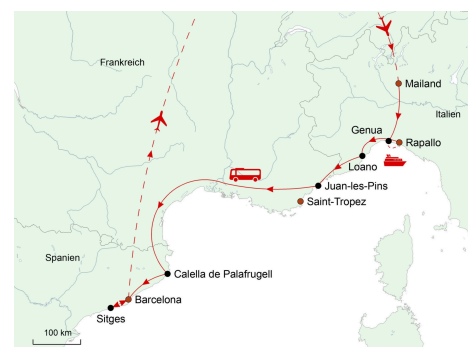 Frankreich
Mailand
Italien
Genua
Rapallo
Loano
Juan-les-Pins
Saint-Tropez
Spanien
Calella de Palafrugell
Barcelona
Sitges
100 km